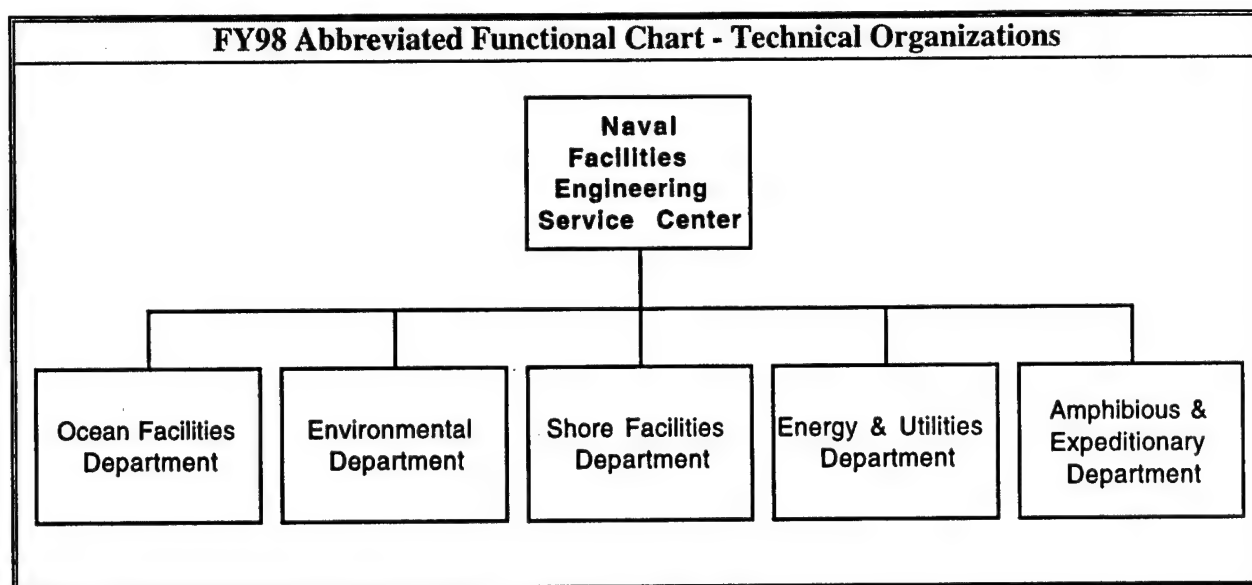 FY98 Abbreviated Functional Chart - Technical Organizations
Naval
Facilities
Engineering
Service Center
Ocean Facilities
Department
Environmental
Department
Shore Facilities
Department
Energy & Utilities
Department
Amphibious &
Expeditionary
Department